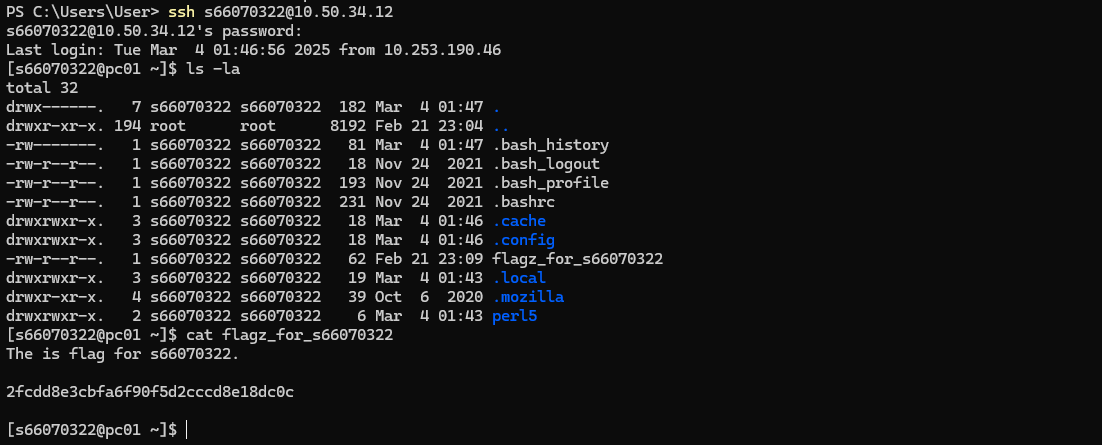 PS C:\Users\User> ssh s66070322@10.50.34.12
s66070322@10.50.34.12's password:
Last login: Tue Mar  4 01:46:56 2025 from 10.253.190.46
[s66070322@pc01 ~]$ ls -la
total 32
drwx------.   7 s66070322 s66070322  182 Mar  4 01:47 .
drwxr-xr-x. 194 root      root      8192 Feb 21 23:04 ..
-rw-------.   1 s66070322 s66070322   81 Mar  4 01:47 .bash_history
-rw-r--r--.   1 s66070322 s66070322   18 Nov 24  2021 .bash_logout
-rw-r--r--.   1 s66070322 s66070322  193 Nov 24  2021 .bash_profile
-rw-r--r--.   1 s66070322 s66070322  231 Nov 24  2021 .bashrc
drwxrwxr-x.   3 s66070322 s66070322   18 Mar  4 01:46 .cache
drwxrwxr-x.   3 s66070322 s66070322   18 Mar  4 01:46 .config
-rw-r--r--.   1 s66070322 s66070322   62 Feb 21 23:09 flagz_for_s66070322
drwxrwxr-x.   3 s66070322 s66070322   19 Mar  4 01:43 .local
drwxr-xr-x.   4 s66070322 s66070322   39 Oct  6  2020 .mozilla
drwxrwxr-x.   2 s66070322 s66070322    6 Mar  4 01:43 perl5
[s66070322@pc01 ~]$ cat flagz_for_s66070322
The is flag for s66070322.
2fcdd8e3cbfa6f90f5d2cccd8e18dc0c
[s66070322@pc01 ~]$